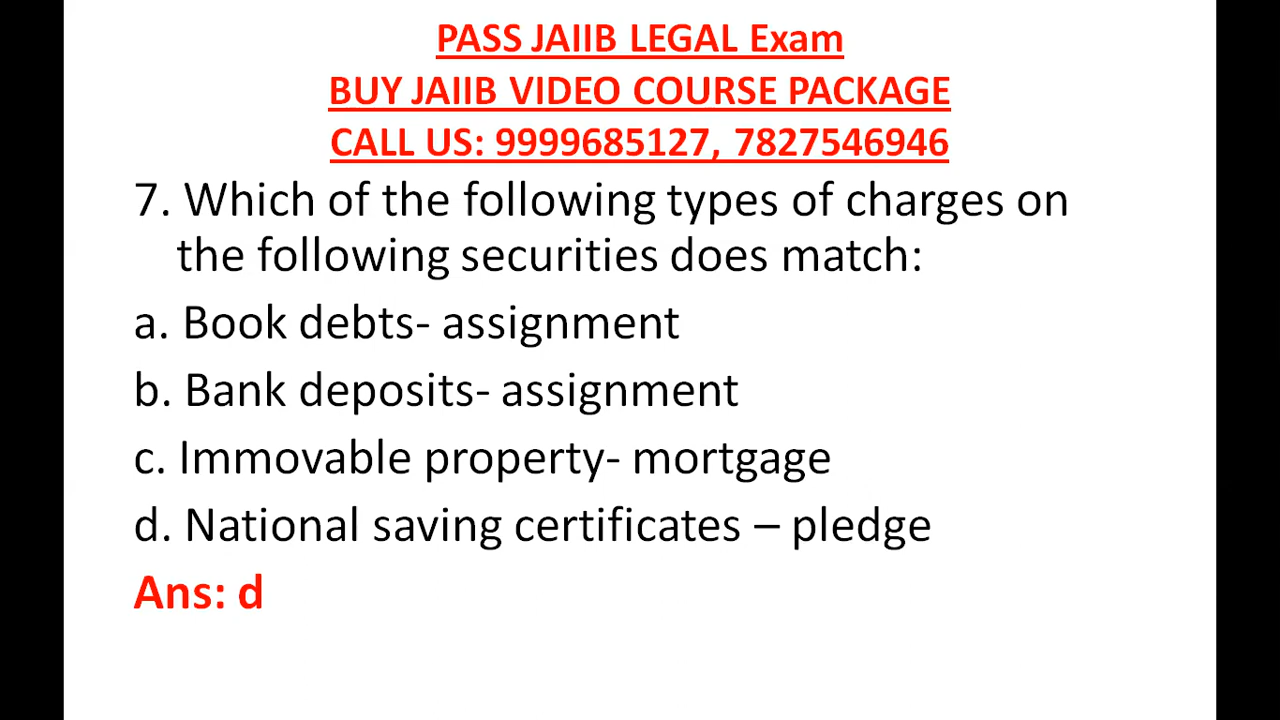 PASS JAIIB LEGAL Exam
BUY JAIIB VIDEO COURSE PACKAGE
CALL US: 9999685127, 7827546946
7. Which of the following types of charges on
the following securities does match:
a. Book debts- assignment
b. Bank deposits- assignment
c. Immovable property- mortgage
d. National saving certificates – pledge
Ans: d